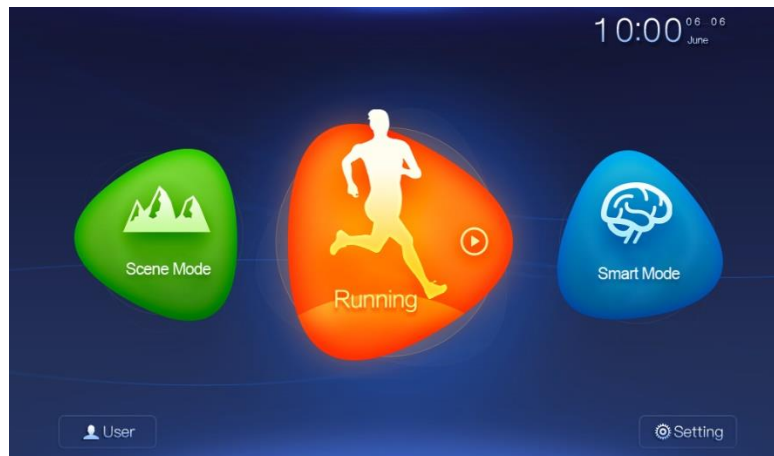 10:00 06-06
June
Scene Mode
Running
Smart Mode
User
Setting